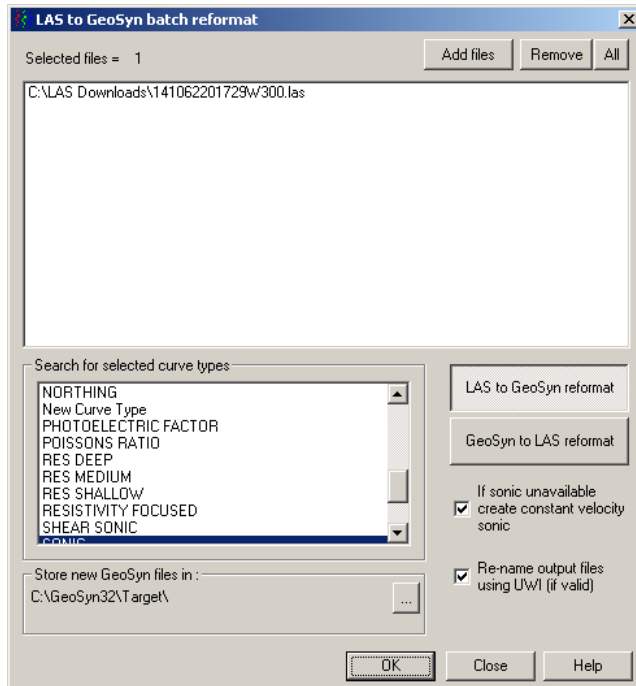 LAS to GeoSyn batch reformat
Selected files = 1
Add files
Remove
All
C:\LAS Downloads\141062201729W300.las
Search for selected curve types
NORTHING
New Curve Type
PHOTOELECTRIC FACTOR
POISSONS RATIO
RES DEEP
RES MEDIUM
RES SHALLOW
RESISTIVITY FOCUSED
SHEAR SONIC
SONIC
LAS to GeoSyn reformat
GeoSyn to LAS reformat
If sonic unavailable
create constant velocity
sonic
Re-name output files
using UWI (if valid)
Store new GeoSyn files in :
C:\GeoSyn32\Target\
...
OK
Close
Help